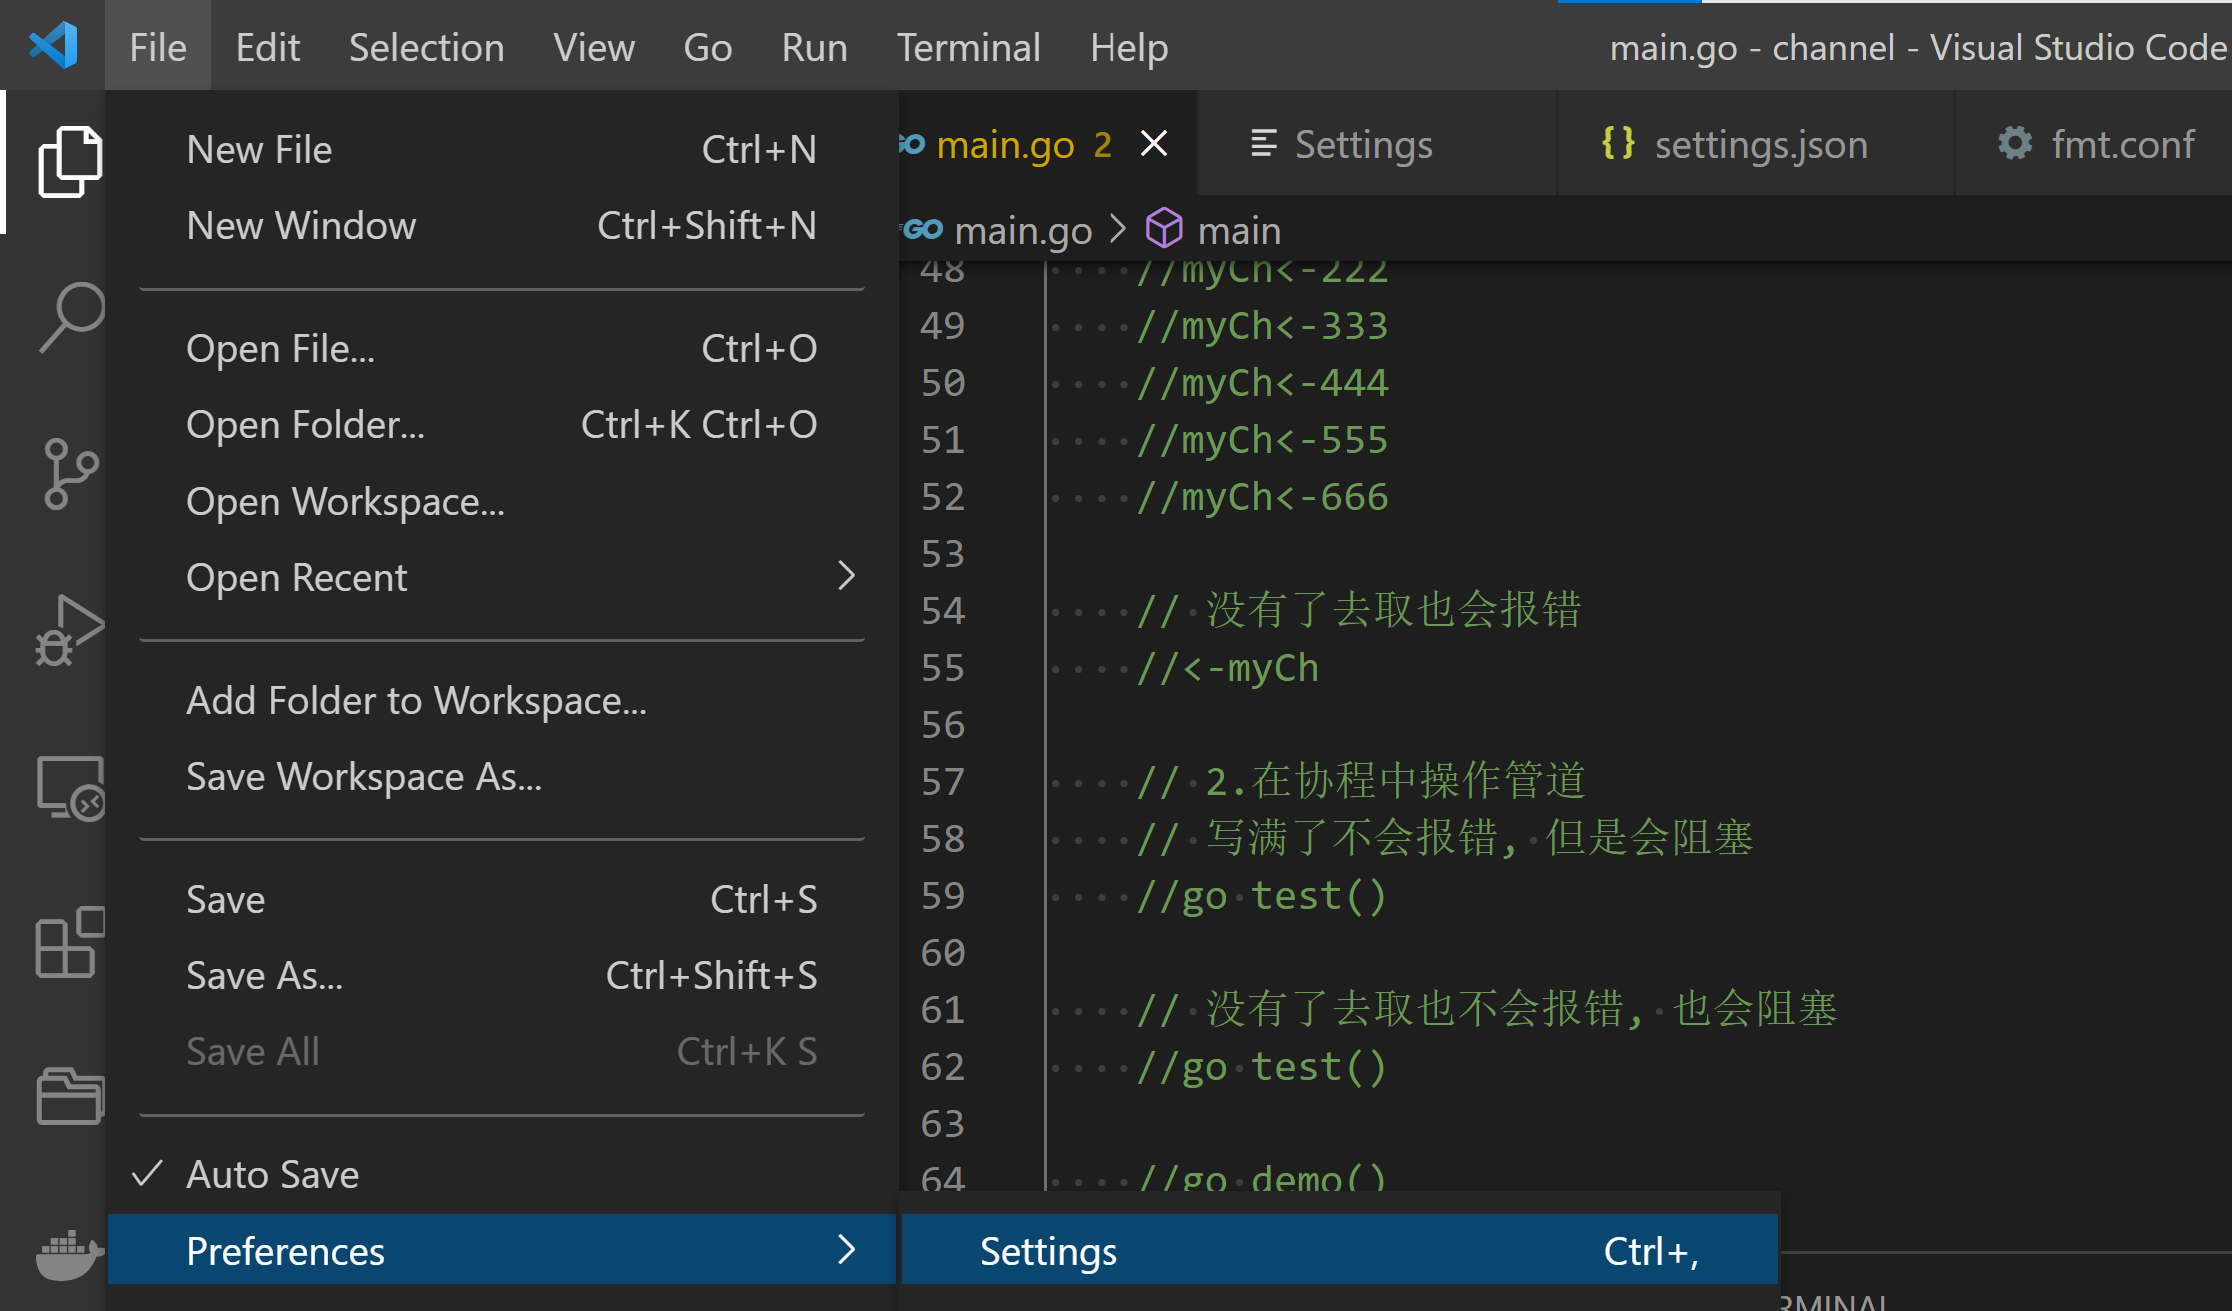 File Edit Selection View Go Run Terminal Help main.go - channel - Visual Studio Code
New File Ctrl+N
New Window Ctrl+Shift+N
Open File... Ctrl+O
Open Folder... Ctrl+K Ctrl+O
Open Workspace...
Open Recent
Add Folder to Workspace...
Save Workspace As...
Save Ctrl+S
Save As... Ctrl+Shift+S
Save All Ctrl+K S
Auto Save
Preferences
Settings Ctrl+,
main.go 2 Settings {} settings.json fmt.conf
GO main.go > main
48 //myCh<-222
49 //myCh<-333
50 //myCh<-444
51 //myCh<-555
52 //myCh<-666
53
54 // 没有了去取也会报错
55 //<-myCh
56
57 // 2.在协程中操作管道
58 // 写满了不会报错, 但是会阻塞
59 //go test()
60
61 // 没有了去取也不会报错, 也会阻塞
62 //go test()
63
64 //go demo()